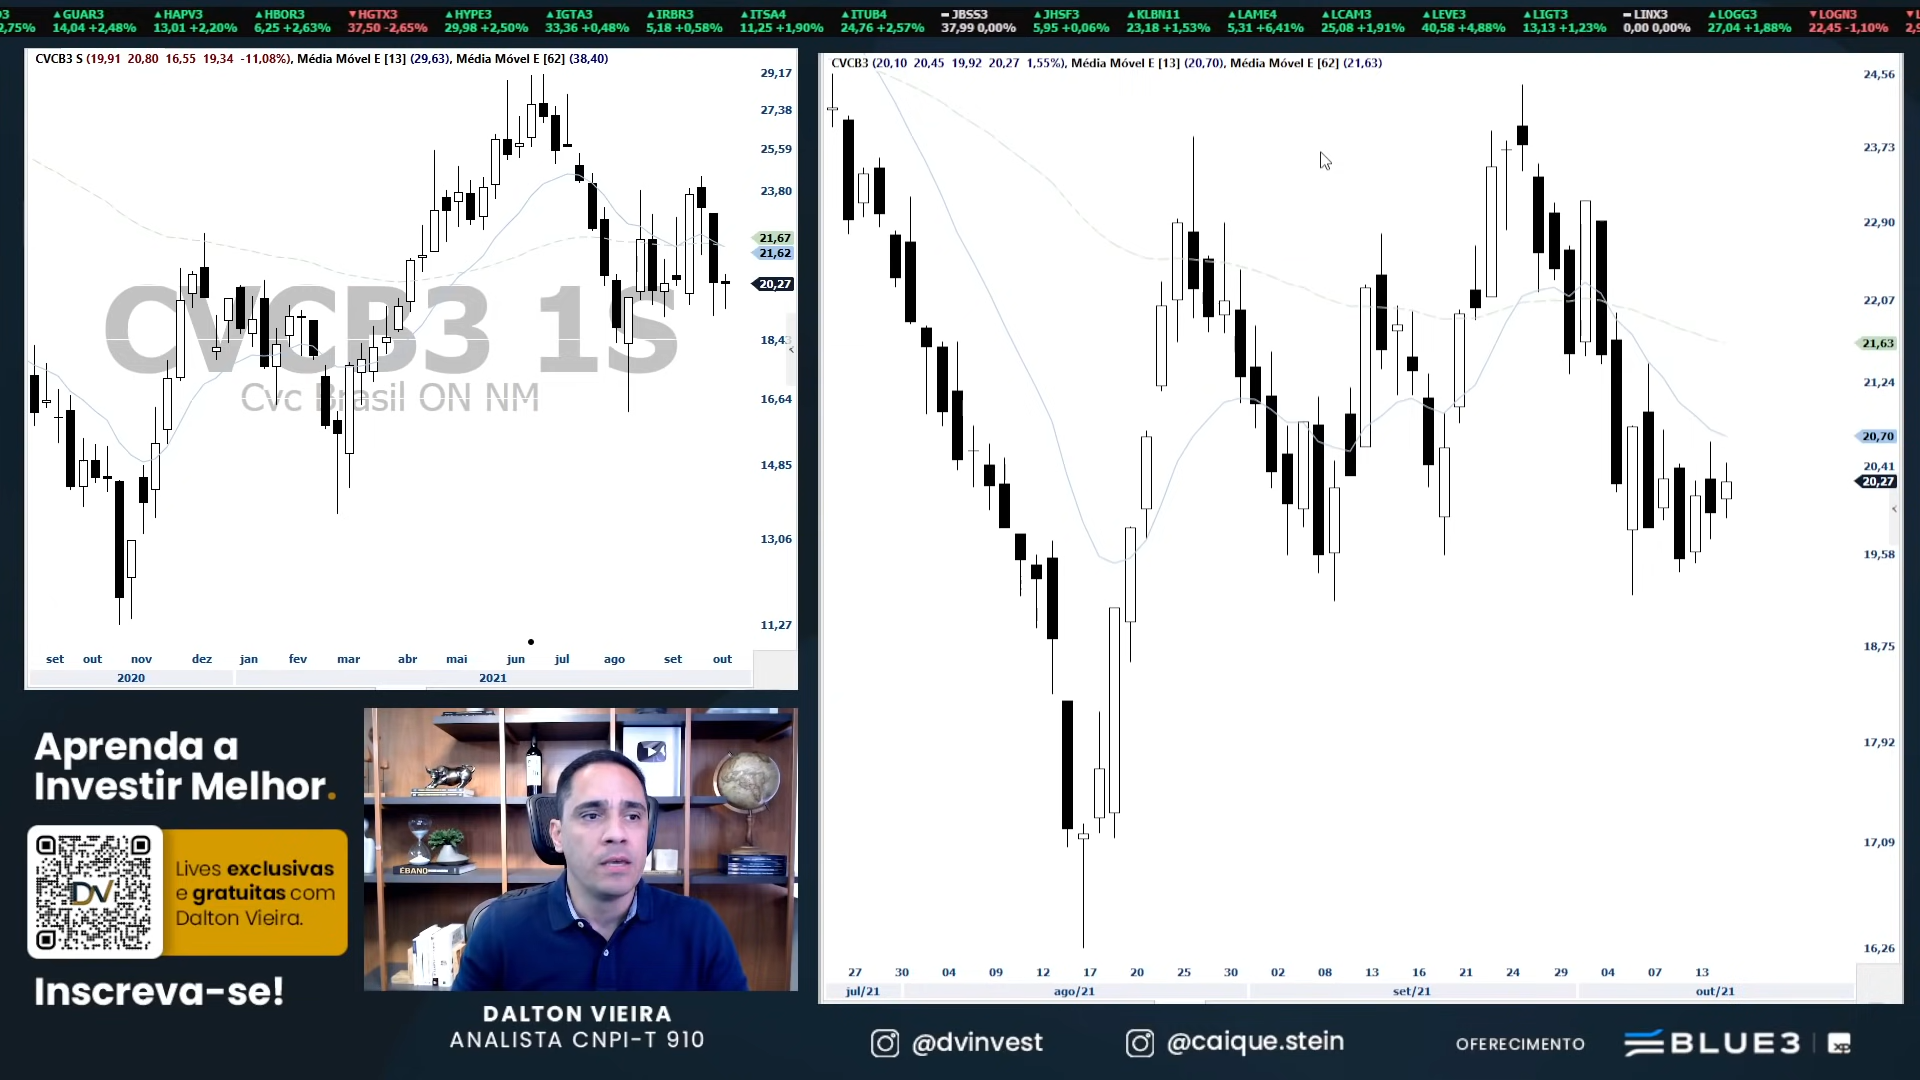 ▲GUAR3 ▲HAPV3 ▲HBOR3 ▼HGTX3 ▲HYPE3 ▲IGTA3 ▲IRBR3 ▲ITSA4 ▲ITUB4 JBSS3 ▲JHSF3 ▲KLBN11 ▲LAME4 ▲LCAM3 ▲LEVE3 ▲LIGT3 LINX3 ▲LOGG3 ▼LOGN3
2,75% 14,04 +2,48% 13,01 +2,20% 6,25 +2,63% 37,50 -2,65% 29,98 +2,50% 33,36 +0,48% 5,18 +0,58% 11,25 +1,90% 24,76 +2,57% 37,99 0,00% 5,95 +0,06% 23,18 +1,53% 5,31 +6,41% 25,08 +1,91% 40,58 +4,88% 13,13 +1,23% 0,00 0,00% 27,04 +1,88% 22,45 -1,10%
CVCB3 S (19,91 20,80 16,55 19,34 -11,08%), Média Móvel E [13] (29,63), Média Móvel E [62] (38,40)
29,17
27,38
25,59
23,80
21,67
21,62
20,27
18,43
16,64
14,85
13,06
11,27
CVCB3 1S
Cvc Brasil ON NM
set out nov dez jan fev mar abr mai jun jul ago set out
2020 2021
CVCB3 (20,10 20,45 19,92 20,27 1,55%), Média Móvel E [13] (20,70), Média Móvel E [62] (21,63)
24,56
23,73
22,90
22,07
21,63
21,24
20,70
20,41
20,27
19,58
18,75
17,92
17,09
16,26
27 30 04 09 12 17 20 25 30 02 08 13 16 21 24 29 04 07 13
jul/21 ago/21 set/21 out/21
Aprenda a
Investir Melhor.
DV
Lives exclusivas
e gratuitas com
Dalton Vieira.
Inscreva-se!
ÉBANO
DALTON VIEIRA
ANALISTA CNPI-T 910
@dvinvest
@caique.stein
OFERECIMENTO
BLUE3
xp